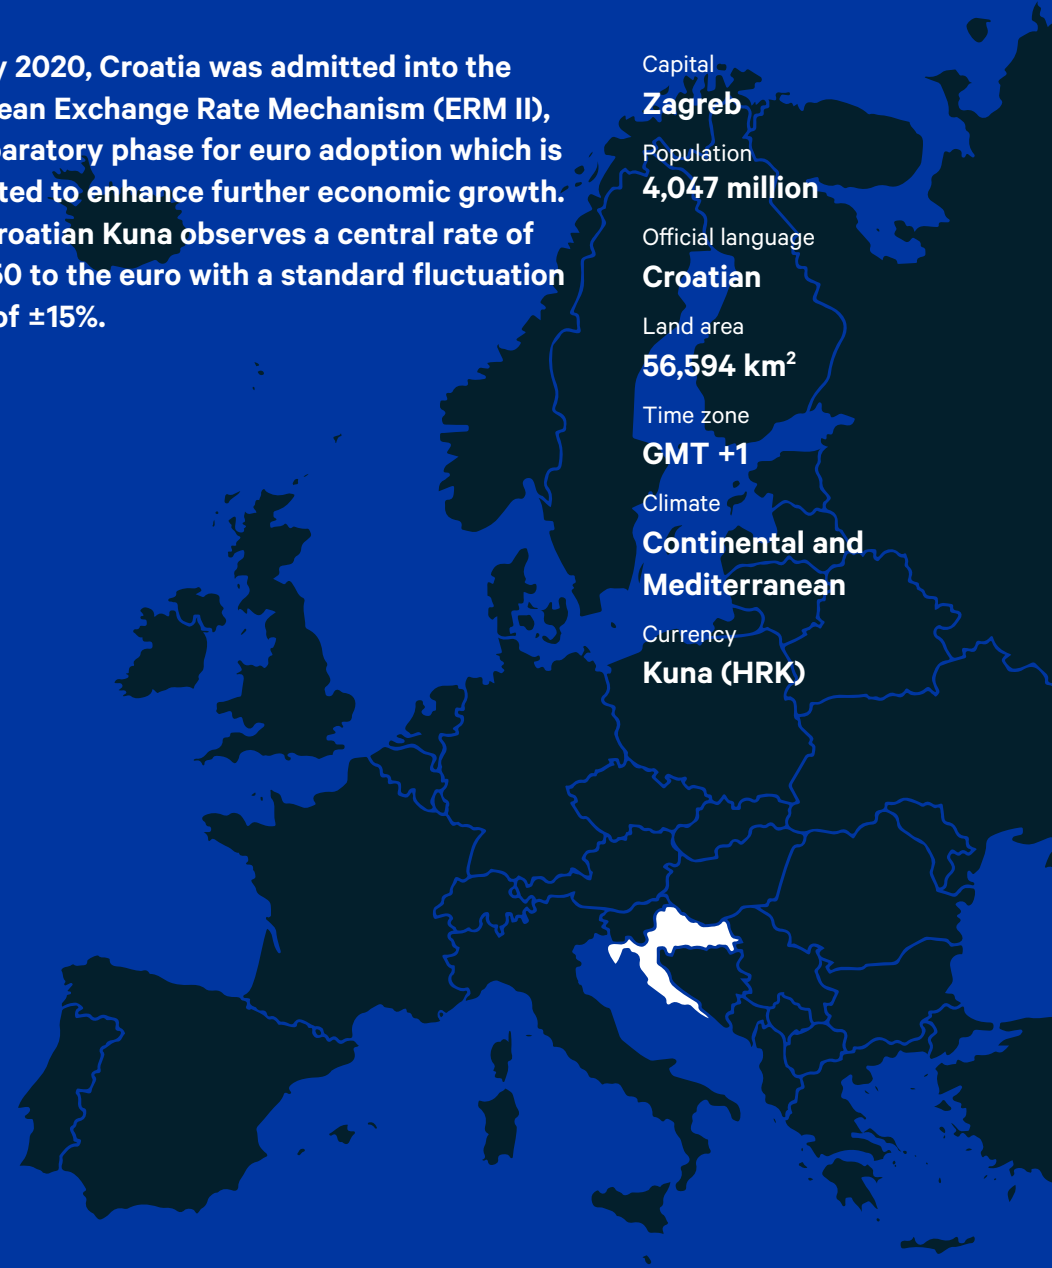 y 2020, Croatia was admitted into the
ean Exchange Rate Mechanism (ERM II),
aratory phase for euro adoption which is
ted to enhance further economic growth.
roatian Kuna observes a central rate of
50 to the euro with a standard fluctuation
of ±15%.
Capital
Zagreb
Population
4,047 million
Official language
Croatian
Land area
56,594 km²
Time zone
GMT +1
Climate
Continental and
Mediterranean
Currency
Kuna (HRK)